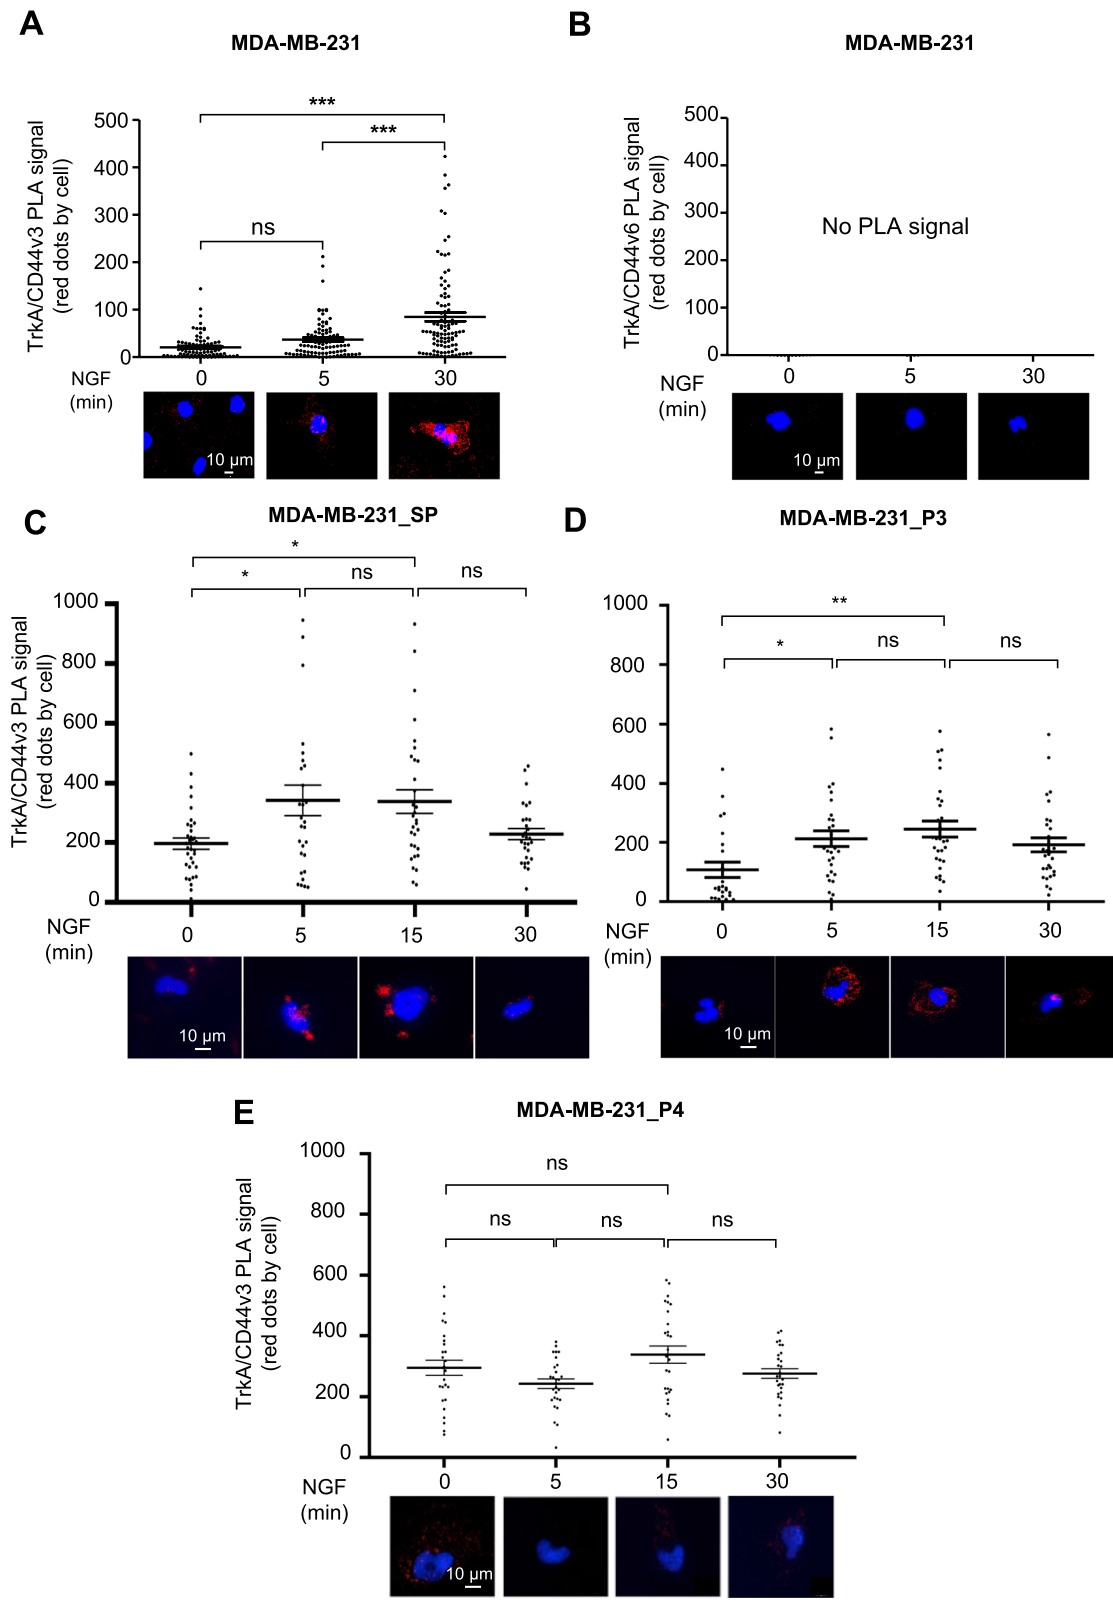 A
MDA-MB-231
TrkA/CD44v3 PLA signal
(red dots by cell)
500
400
300
200
100
0
***
***
ns
NGF
(min)
0
5
30
10 µm
B
MDA-MB-231
TrkA/CD44v6 PLA signal
(red dots by cell)
500
400
300
200
100
0
No PLA signal
NGF
(min)
0
5
30
10 µm
C
MDA-MB-231_SP
TrkA/CD44v3 PLA signal
(red dots by cell)
1000
800
600
400
200
0
*
*
ns
ns
NGF
(min)
0
5
15
30
10 µm
D
MDA-MB-231_P3
1000
800
600
400
200
0
**
*
ns
ns
NGF
(min)
0
5
15
30
10 µm
E
MDA-MB-231_P4
TrkA/CD44v3 PLA signal
(red dots by cell)
1000
800
600
400
200
0
ns
ns
ns
ns
NGF
(min)
0
5
15
30
10 µm